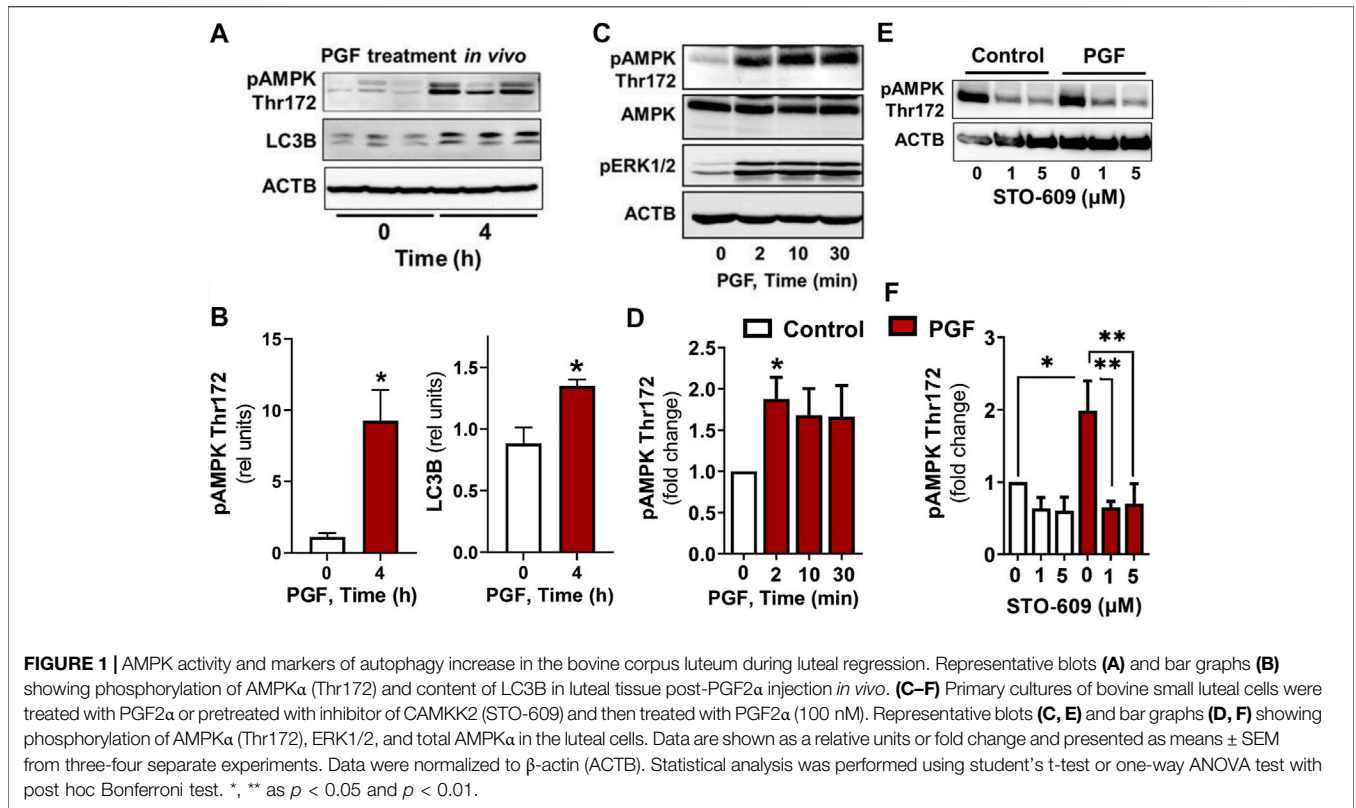 A
PGF treatment in vivo
pAMPK
Thr172
LC3B
ACTB
0 4
Time (h)
C
pAMPK
Thr172
AMPK
pERK1/2
ACTB
0 2 10 30
PGF, Time (min)
E
Control PGF
pAMPK
Thr172
ACTB
0 1 5 0 1 5
STO-609 (µM)
B
pAMPK Thr172
(rel units)
15
10
5
0
*
0 4
PGF, Time (h)
LC3B (rel units)
1.5
1.0
0.5
0.0
*
0 4
PGF, Time (h)
D
Control PGF
pAMPK Thr172
(fold change)
2.5
2.0
1.5
1.0
0.5
0.0
*
0 2 10 30
PGF, Time (min)
F
pAMPK Thr172
(fold change)
3
2
1
0
*
**
**
0 1 5 0 1 5
STO-609 (µM)
FIGURE 1 | AMPK activity and markers of autophagy increase in the bovine corpus luteum during luteal regression. Representative blots (A) and bar graphs (B)
showing phosphorylation of AMPKα (Thr172) and content of LC3B in luteal tissue post-PGF2α injection in vivo. (C–F) Primary cultures of bovine small luteal cells were
treated with PGF2α or pretreated with inhibitor of CAMKK2 (STO-609) and then treated with PGF2α (100 nM). Representative blots (C, E) and bar graphs (D, F) showing
phosphorylation of AMPKα (Thr172), ERK1/2, and total AMPKα in the luteal cells. Data are shown as a relative units or fold change and presented as means ± SEM
from three-four separate experiments. Data were normalized to β-actin (ACTB). Statistical analysis was performed using student's t-test or one-way ANOVA test with
post hoc Bonferroni test. *, ** as p < 0.05 and p < 0.01.